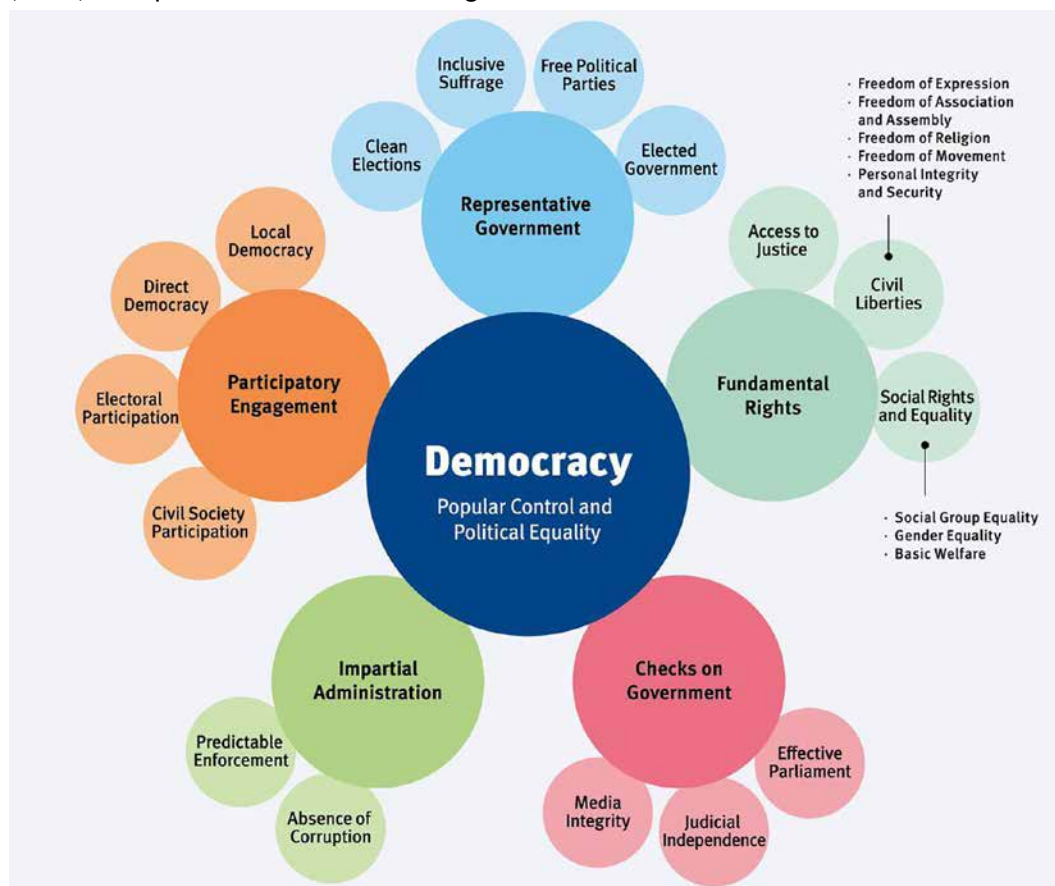 Inclusive
Suffrage
Free Political
Parties
Clean
Elections
Elected
Government
Representative
Government
· Freedom of Expression
· Freedom of Association
and Assembly
· Freedom of Religion
· Freedom of Movement
· Personal Integrity
and Security
Access to
Justice
Civil
Liberties
Social Rights
and Equality
Fundamental
Rights
· Social Group Equality
· Gender Equality
· Basic Welfare
Local
Democracy
Direct
Democracy
Electoral
Participation
Civil Society
Participation
Participatory
Engagement
Democracy
Popular Control and
Political Equality
Impartial
Administration
Predictable
Enforcement
Absence of
Corruption
Checks on
Government
Effective
Parliament
Media
Integrity
Judicial
Independence